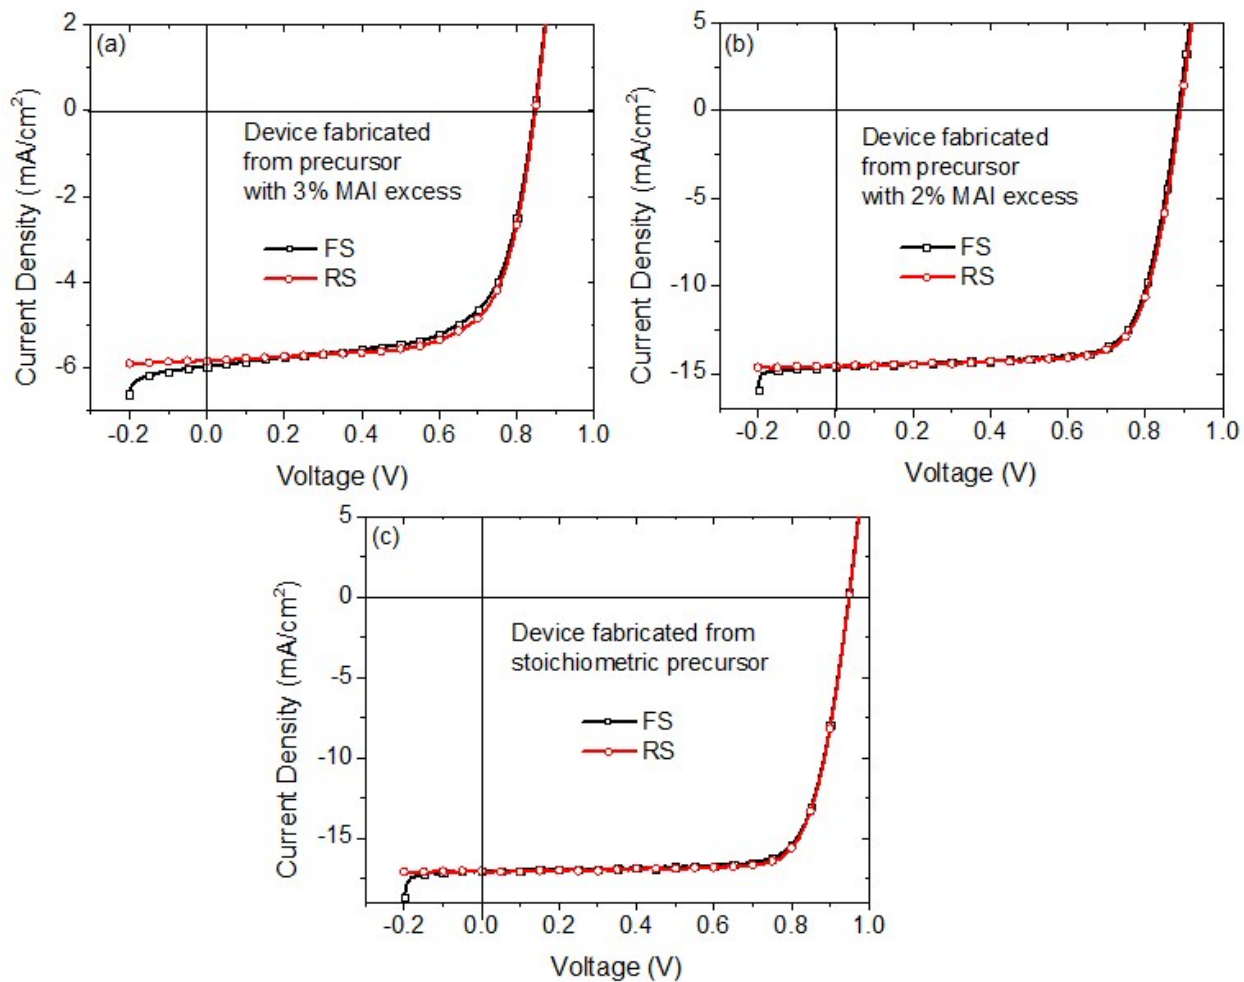 (a)
2
0
-2
-4
-6
Current Density (mA/cm²)
Device fabricated
from precursor
with 3% MAI excess
FS
RS
-0.2 0.0 0.2 0.4 0.6 0.8 1.0
Voltage (V)
(b)
5
0
-5
-10
-15
Current Density (mA/cm²)
Device fabricated
from precursor
with 2% MAI excess
FS
RS
-0.2 0.0 0.2 0.4 0.6 0.8 1.0
Voltage (V)
(c)
5
0
-5
-10
-15
Current Density (mA/cm²)
Device fabricated from
stoichiometric precursor
FS
RS
-0.2 0.0 0.2 0.4 0.6 0.8 1.0
Voltage (V)